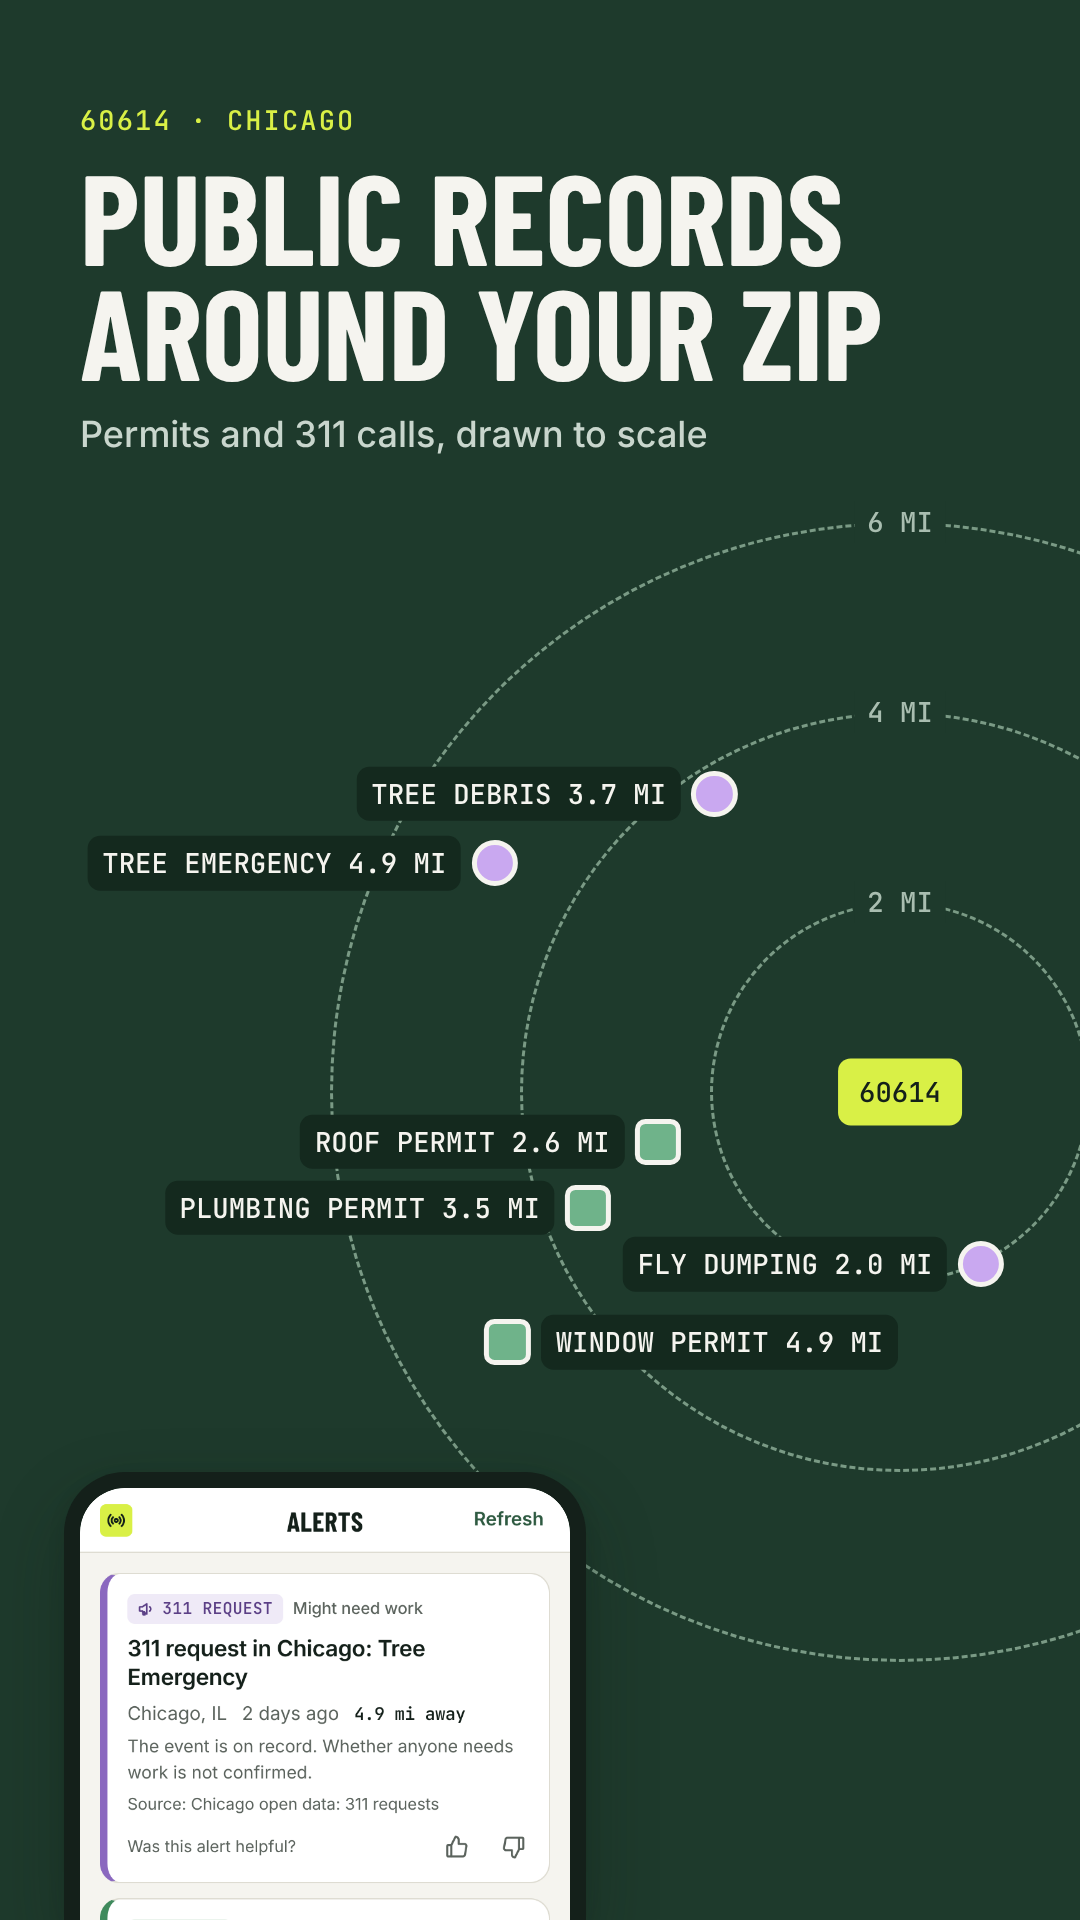 60614 · CHICAGO
PUBLIC RECORDS
AROUND YOUR ZIP
Permits and 311 calls, drawn to scale
6 MI
4 MI
TREE DEBRIS 3.7 MI
TREE EMERGENCY 4.9 MI
2 MI
60614
ROOF PERMIT 2.6 MI
PLUMBING PERMIT 3.5 MI
FLY DUMPING 2.0 MI
WINDOW PERMIT 4.9 MI
ALERTS
Refresh
311 REQUEST Might need work
311 request in Chicago: Tree
Emergency
Chicago, IL 2 days ago 4.9 mi away
The event is on record. Whether anyone needs
work is not confirmed.
Source: Chicago open data: 311 requests
Was this alert helpful?